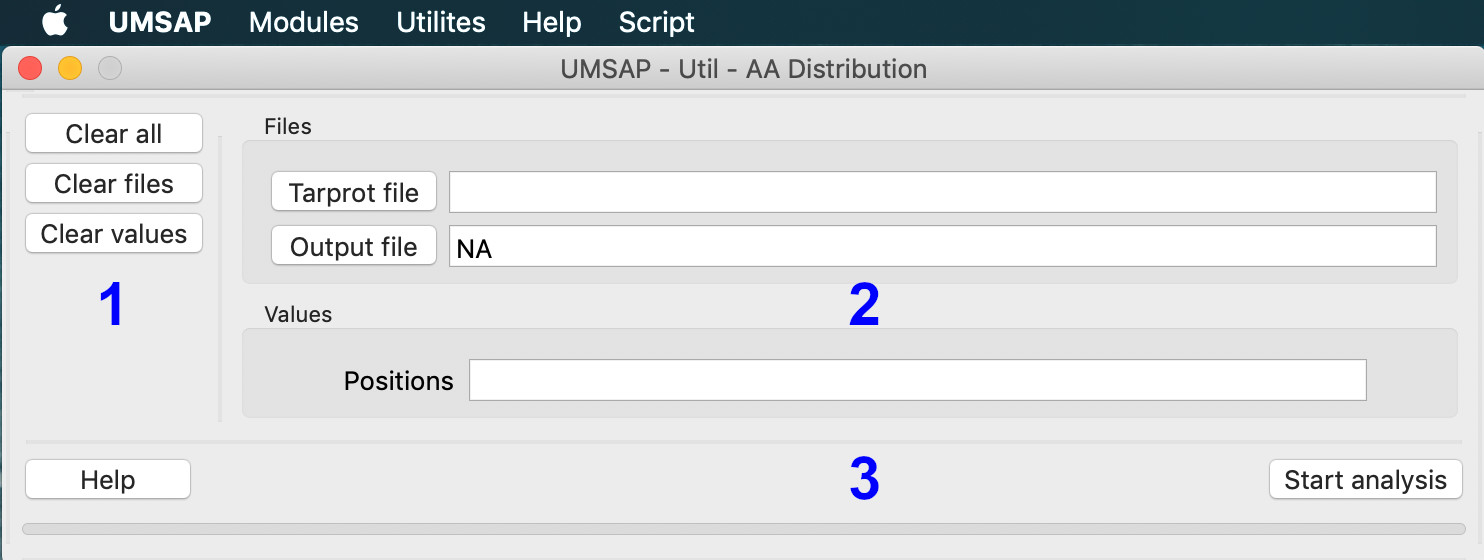 UMSAP Modules Utilites Help Script
UMSAP - Util - AA Distribution
Clear all
Clear files
Clear values
1
Files
Tarprot file
Output file NA
2
Values
Positions
Help
3
Start analysis